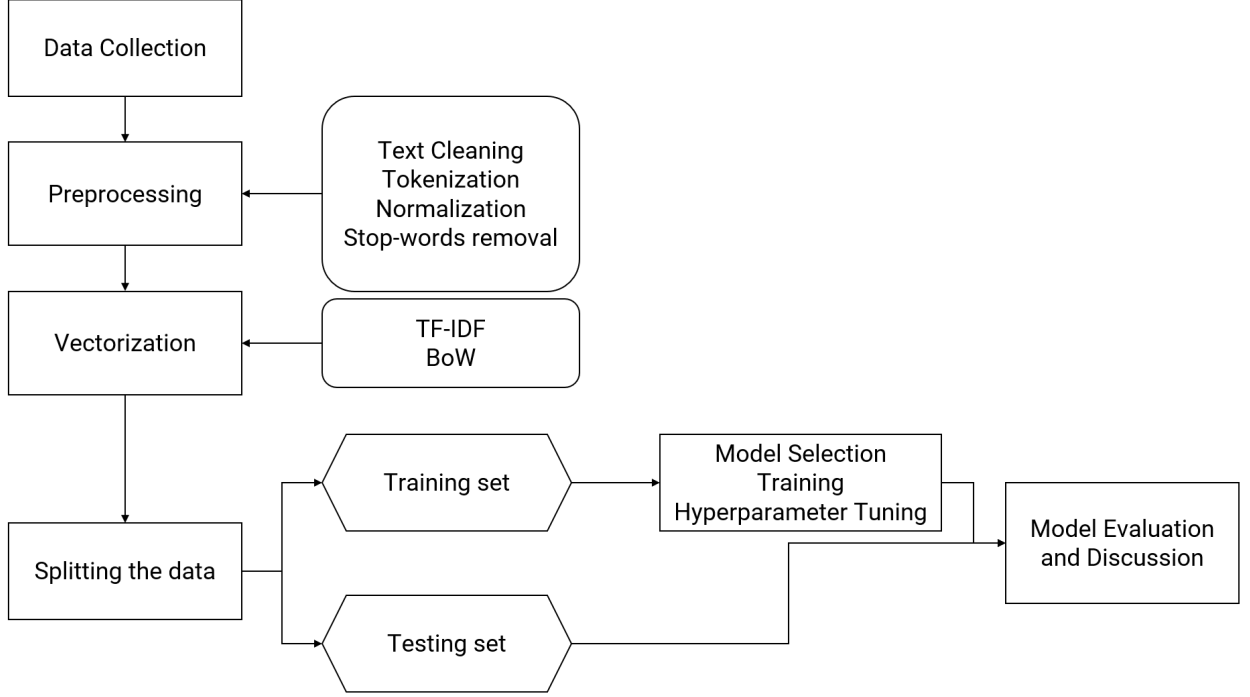 Data Collection
Preprocessing
Text Cleaning
Tokenization
Normalization
Stop-words removal
Vectorization
TF-IDF
BoW
Splitting the data
Training set
Testing set
Model Selection
Training
Hyperparameter Tuning
Model Evaluation
and Discussion